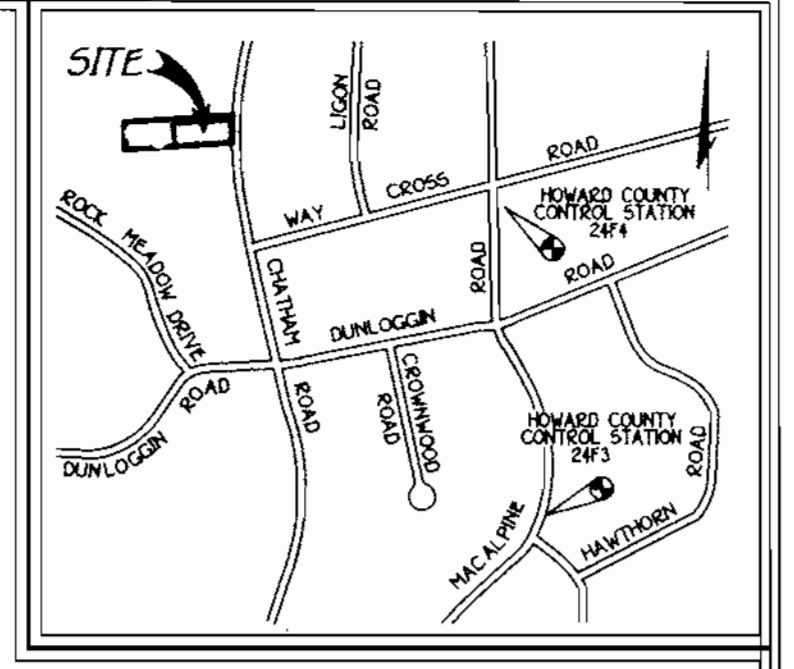 SITE
LIGON
ROAD
ROAD
CROSS
WAY
HOWARD COUNTY
CONTROL STATION
24F4
ROCK MEADOW DRIVE
CHATHAM
ROAD
ROAD
DUNLOGGIN
ROAD
ROAD
CROWNWOOD
ROAD
DUNLOGGIN
HOWARD COUNTY
CONTROL STATION
24F3
ROAD
MACALPINE
HAWTHORN